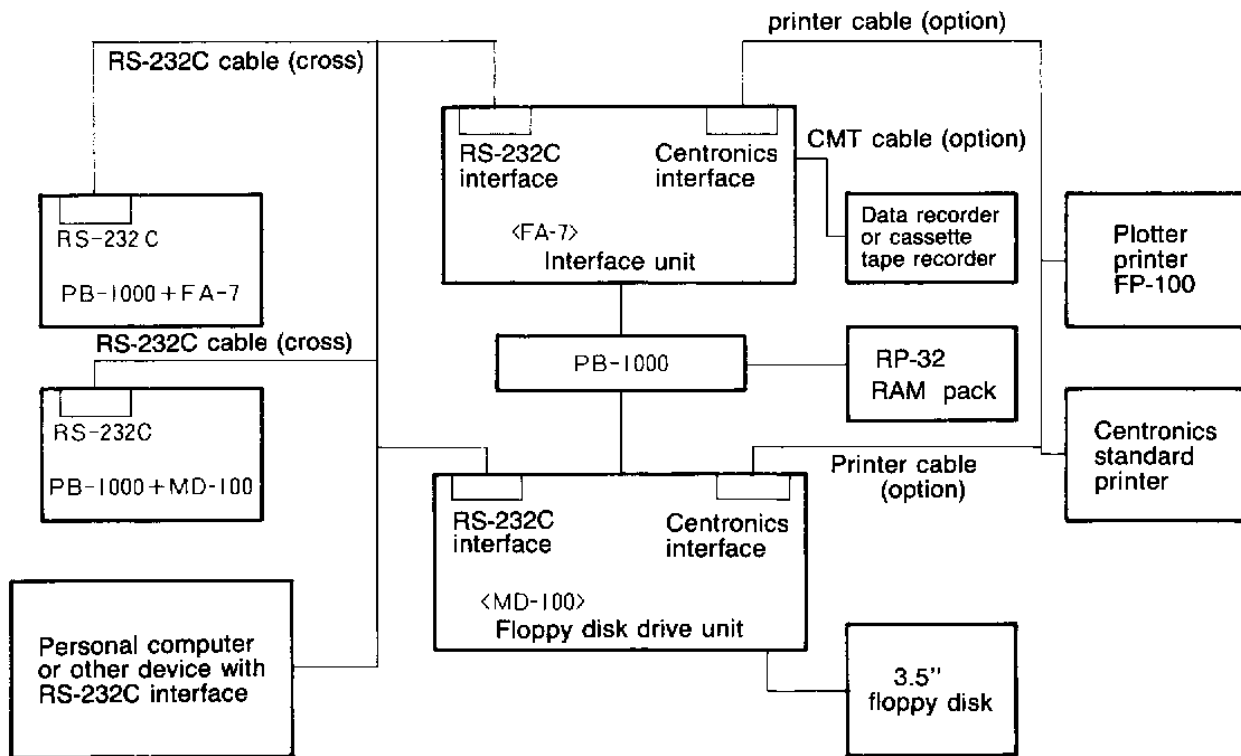 printer cable (option)
RS-232C cable (cross)
RS-232C
interface
Centronics
interface
<FA-7>
Interface unit
CMT cable (option)
Data recorder
or cassette
tape recorder
Plotter
printer
FP-100
RS-232C
PB-1000+FA-7
RS-232C cable (cross)
PB-1000
RP-32
RAM pack
RS-232C
PB-1000+MD-100
Printer cable
(option)
Centronics
standard
printer
RS-232C
interface
Centronics
interface
<MD-100>
Floppy disk drive unit
Personal computer
or other device with
RS-232C interface
3.5"
floppy disk